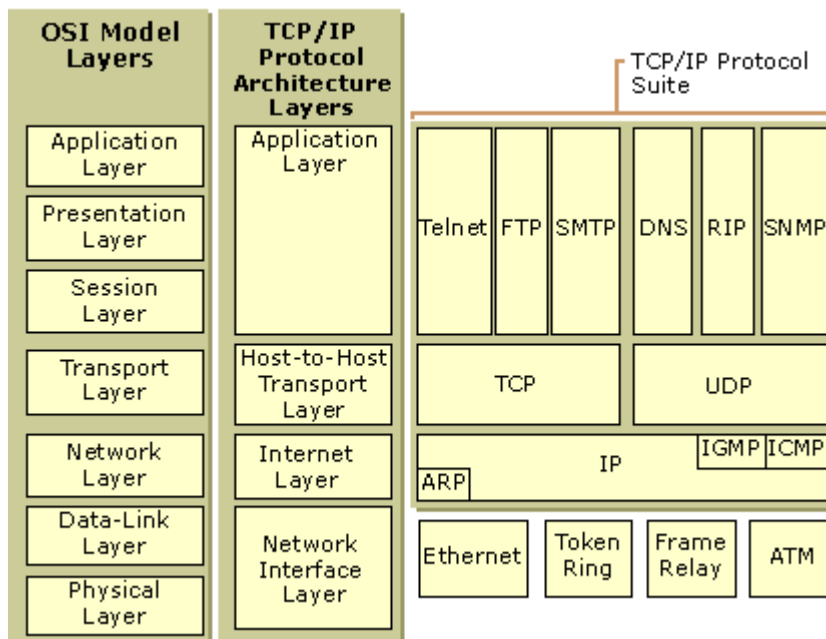 OSI Model
Layers
Application
Layer
Presentation
Layer
Session
Layer
Transport
Layer
Network
Layer
Data-Link
Layer
Physical
Layer
TCP/IP
Protocol
Architecture
Layers
Application
Layer
Host-to-Host
Transport
Layer
Internet
Layer
Network
Interface
Layer
TCP/IP Protocol
Suite
Telnet
FTP
SMTP
DNS
RIP
SNMP
TCP
UDP
IP
IGMP
ICMP
ARP
Ethernet
Token
Ring
Frame
Relay
ATM